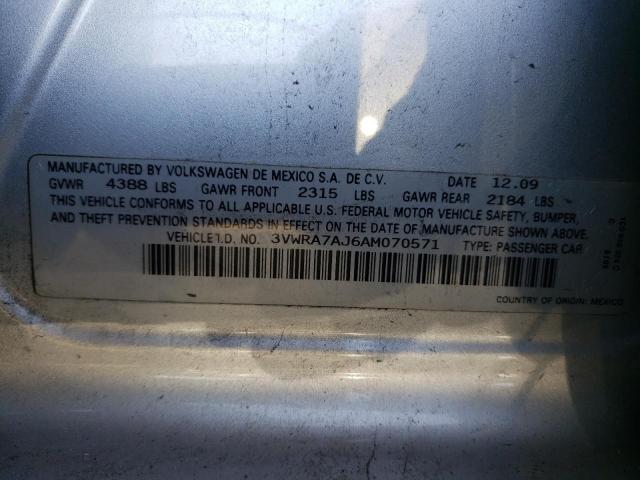 MANUFACTURED BY VOLKSWAGEN DE MEXICO S.A. DE C.V. DATE 12.09
GVWR 4388 LBS GAWR FRONT 2315 LBS GAWR REAR 2184 LBS
THIS VEHICLE CONFORMS TO ALL APPLICABLE U.S. FEDERAL MOTOR VEHICLE SAFETY, BUMPER,
AND THEFT PREVENTION STANDARDS IN EFFECT ON THE DATE OF MANUFACTURE SHOWN ABOVE.
VEHICLE I.D. NO. 3VWRA7AJ6AM070571 TYPE: PASSENGER CAR
COUNTRY OF ORIGIN: MEXICO